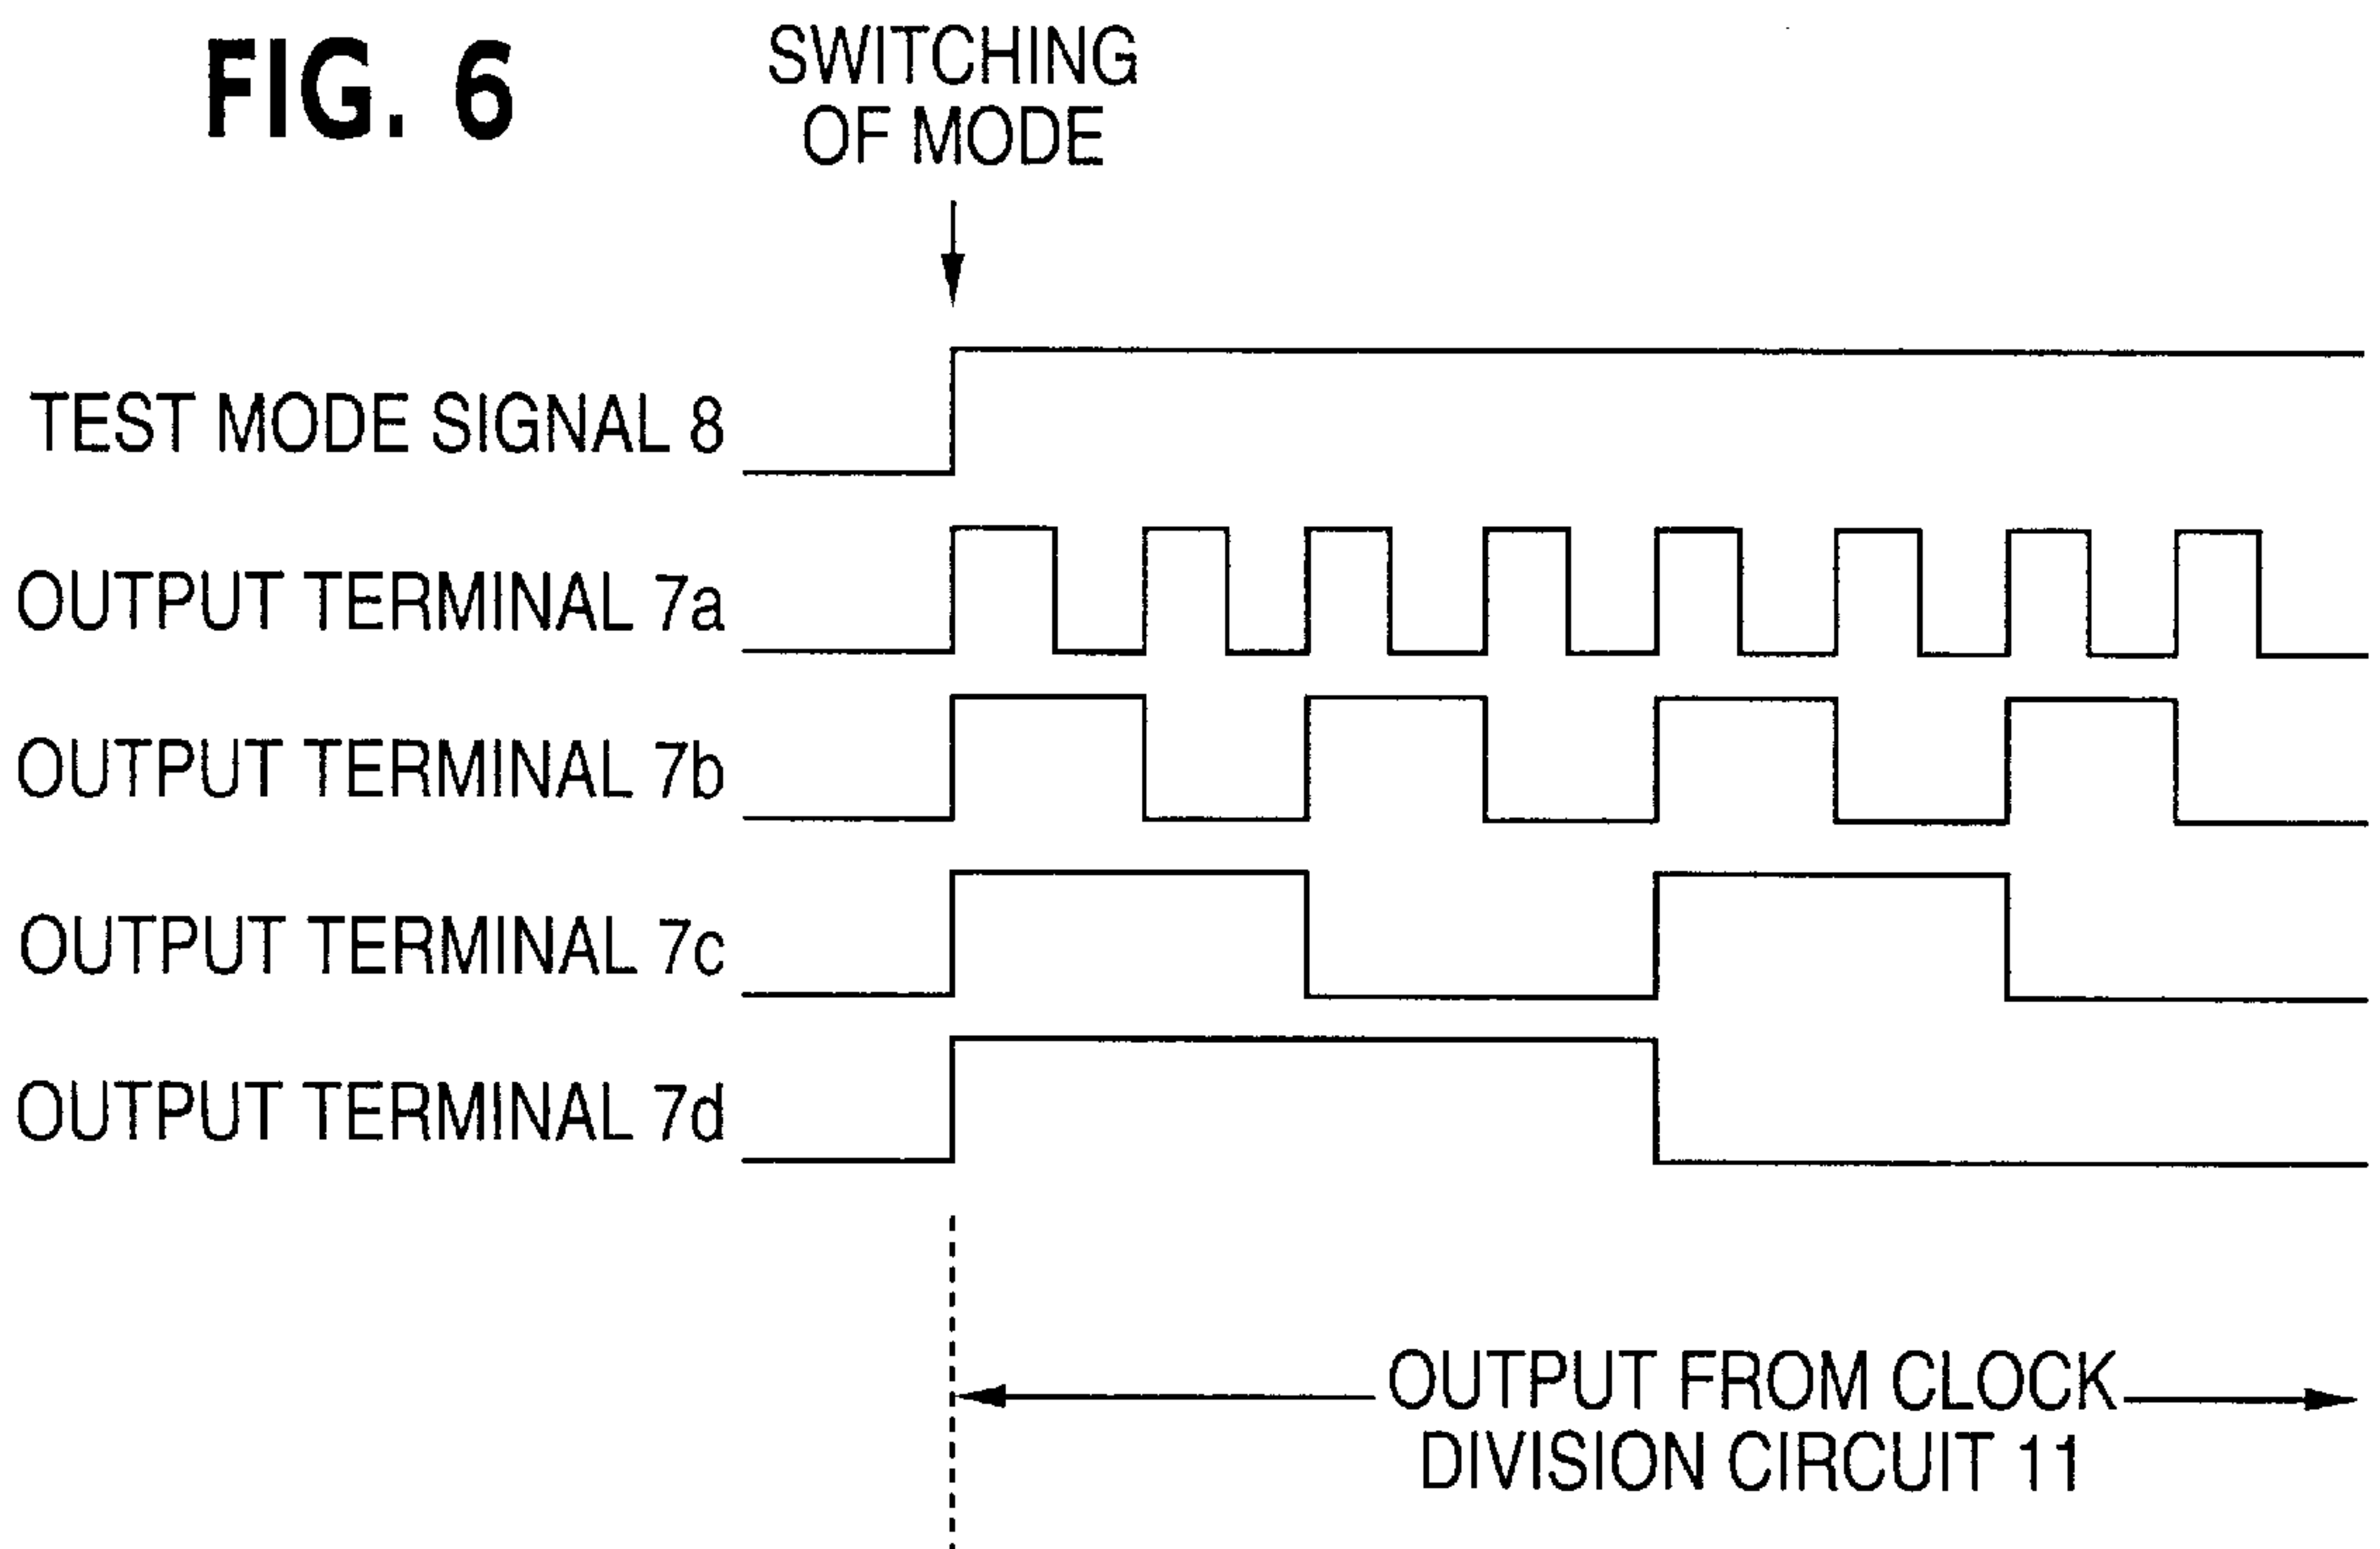 FIG. 6
SWITCHING
OF MODE
TEST MODE SIGNAL 8
OUTPUT TERMINAL 7a
OUTPUT TERMINAL 7b
OUTPUT TERMINAL 7c
OUTPUT TERMINAL 7d
OUTPUT FROM CLOCK
DIVISION CIRCUIT 11